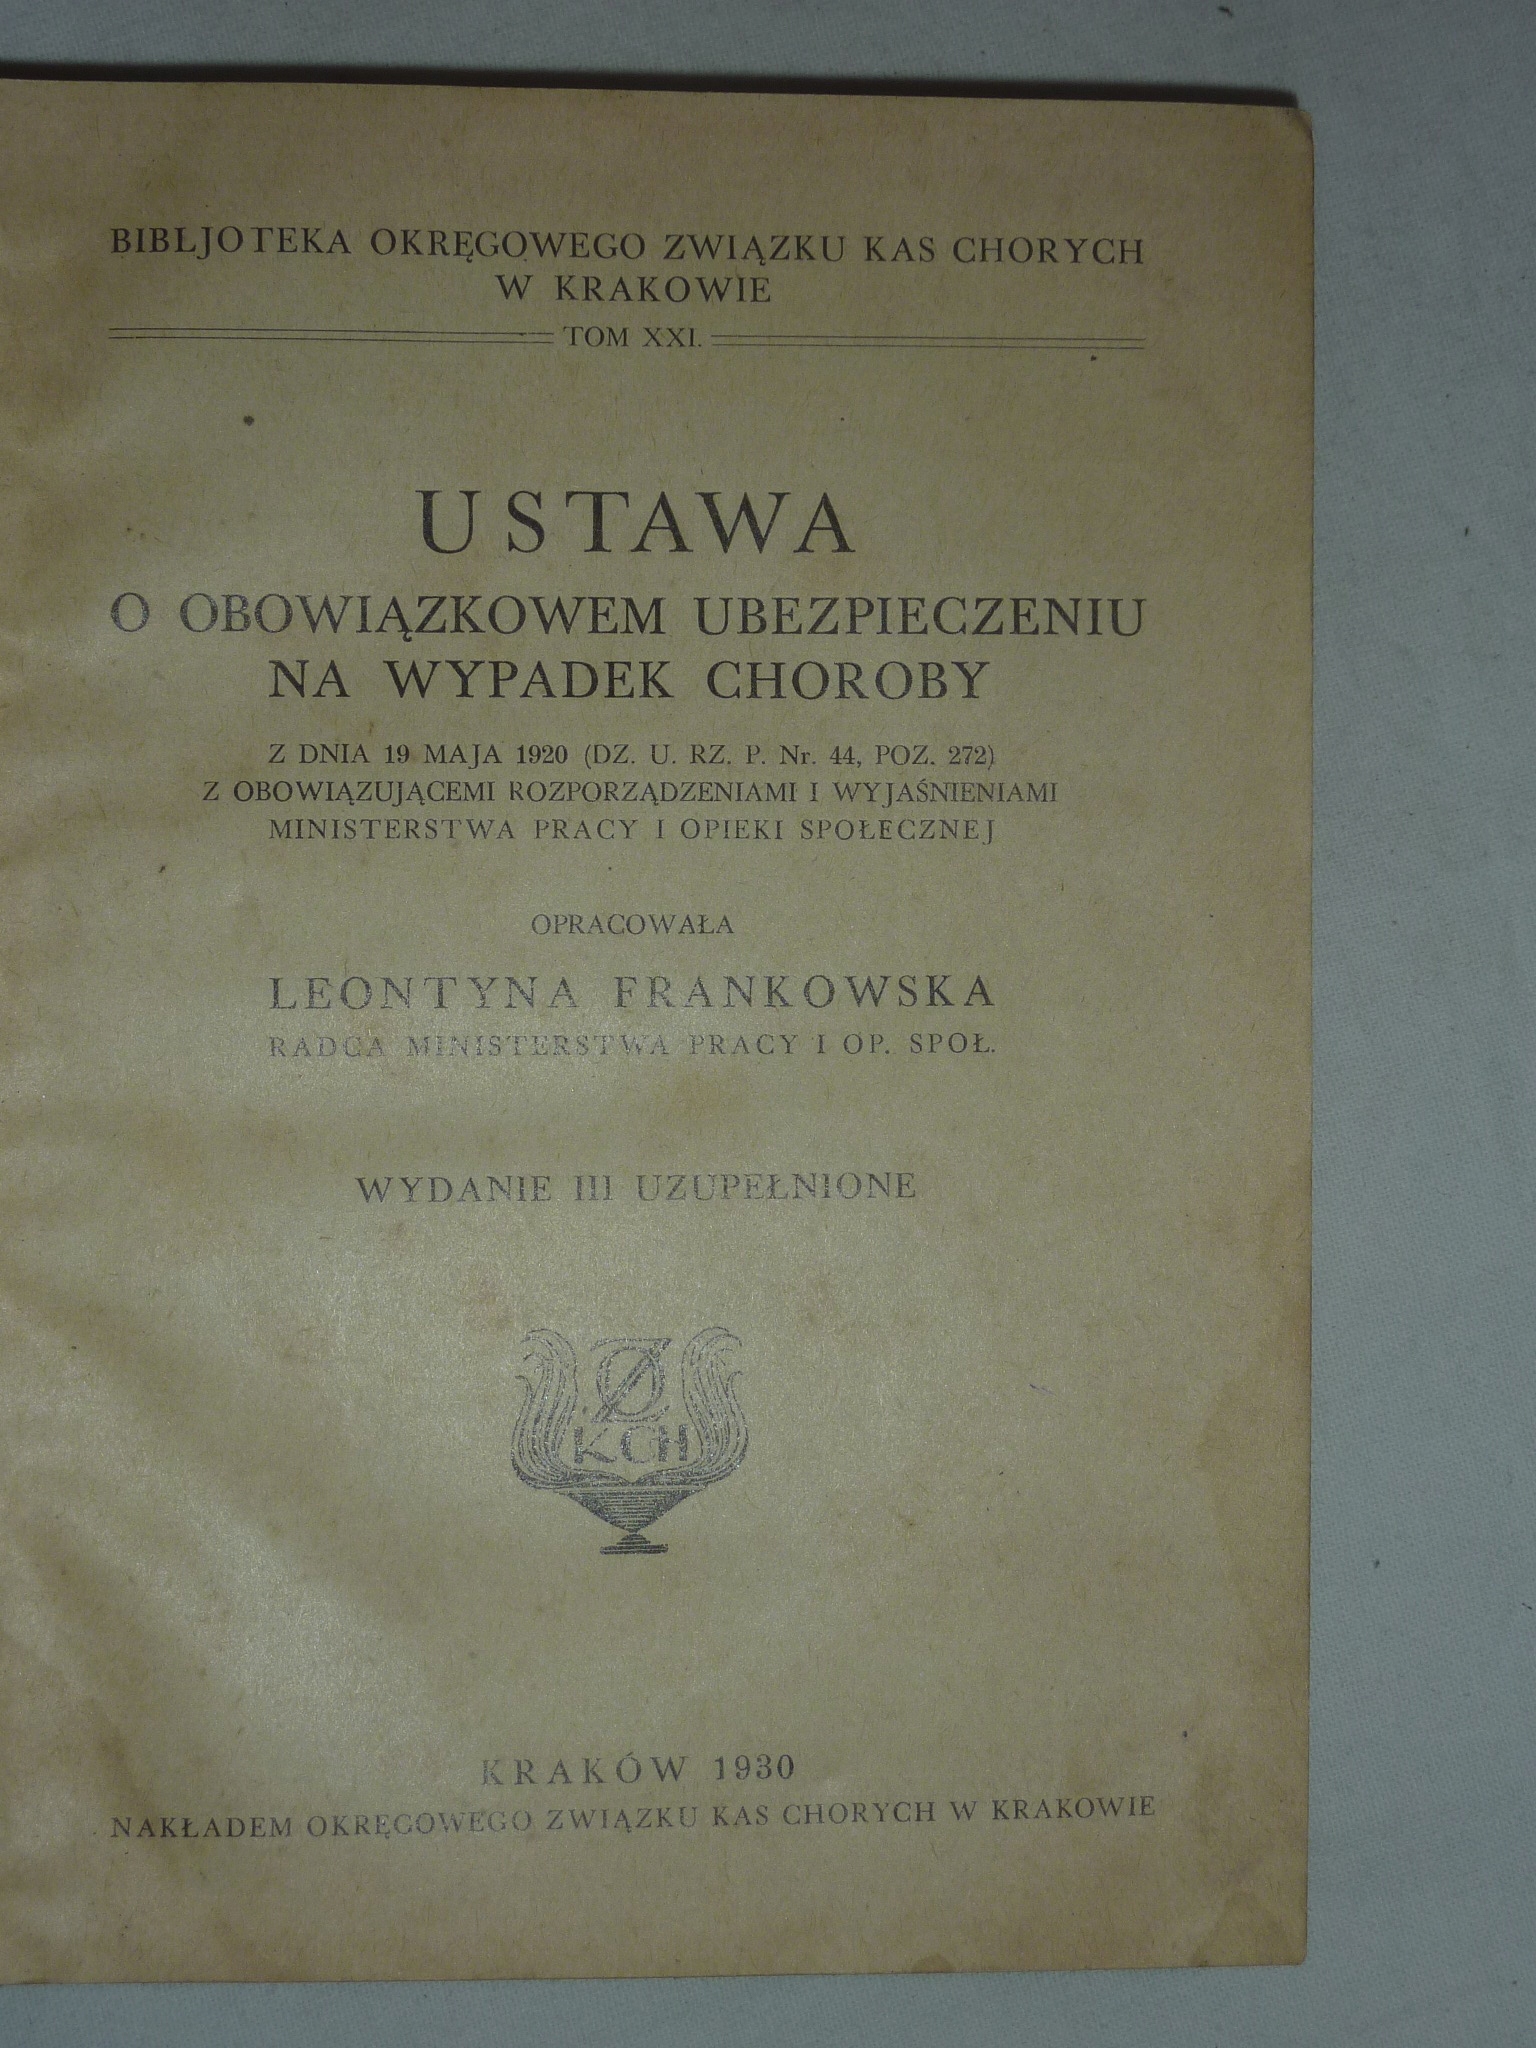 BIBLJOTEKA OKRĘGOWEGO ZWIĄZKU KAS CHORYCH
W KRAKOWIE
TOM XXI.
USTAWA
O OBOWIĄZKOWEM UBEZPIECZENIU
NA WYPADEK CHOROBY
Z DNIA 19 MAJA 1920 (DZ. U. RZ. P. Nr. 44, POZ. 272)
Z OBOWIĄZUJĄCEMI ROZPORZĄDZENIAMI I WYJAŚNIENIAMI
MINISTERSTWA PRACY I OPIEKI SPOŁECZNEJ
OPRACOWAŁA
LEONTYNA FRANKOWSKA
RADCA MINISTERSTWA PRACY I OP. SPOŁ.
WYDANIE III UZUPEŁNIONE
OZ
KCH
KRAKÓW 1930
NAKŁADEM OKRĘGOWEGO ZWIĄZKU KAS CHORYCH W KRAKOWIE